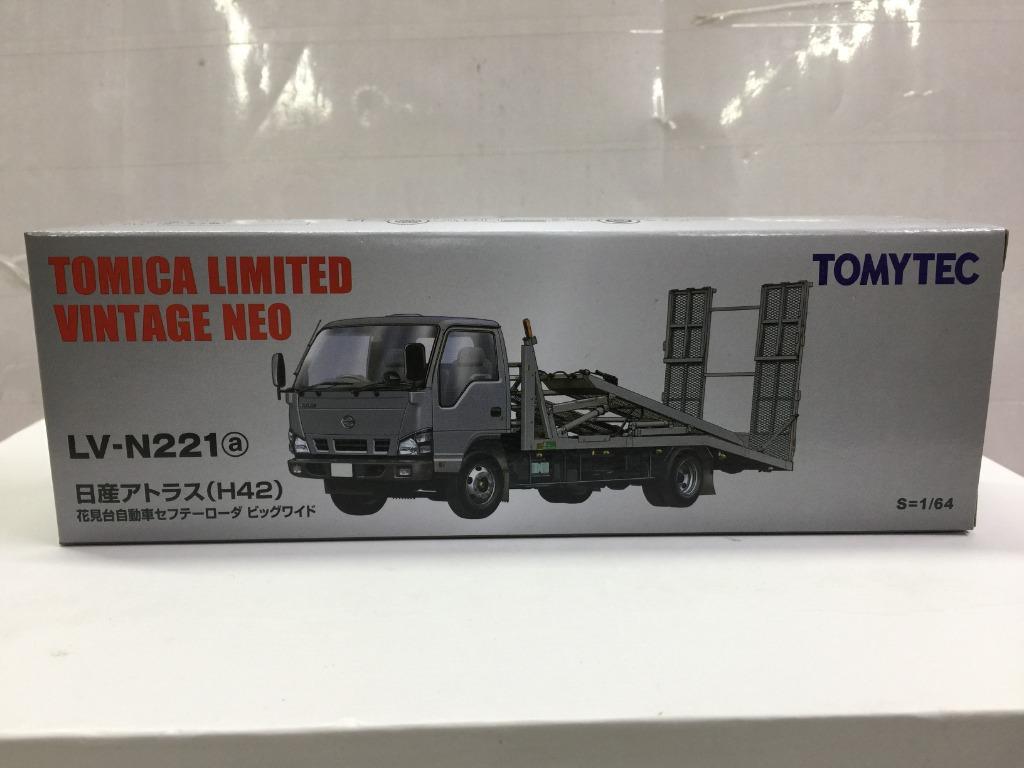 TOMICA LIMITED
VINTAGE NEO
TOMYTEC
LV-N221ⓐ
日産アトラス(H42)
花見台自動車セフテーローダ ビッグワイド
S=1/64